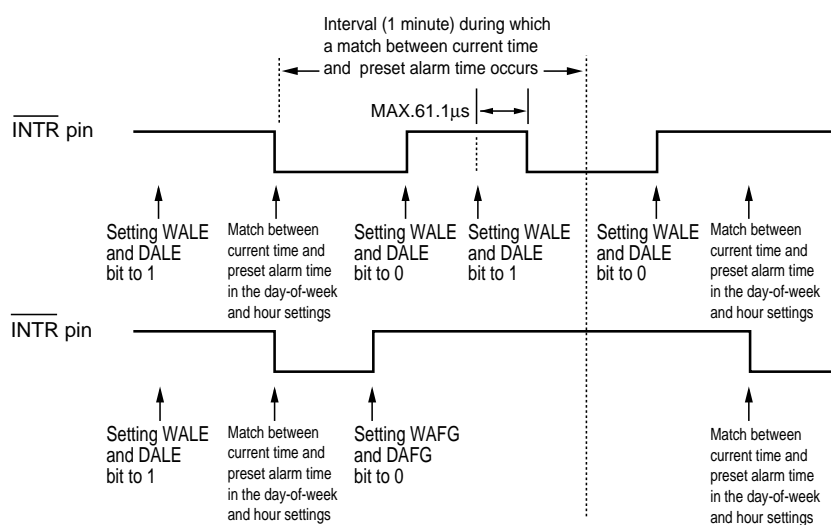 Interval (1 minute) during which
a match between current time
and preset alarm time occurs
MAX.61.1µs
INTR pin
Setting WALE
and DALE
bit to 1
Match between
current time and
preset alarm time
in the day-of-week
and hour settings
Setting WALE
and DALE
bit to 0
Setting WALE
and DALE
bit to 1
Setting WALE
and DALE
bit to 0
Match between
current time and
preset alarm time
in the day-of-week
and hour settings
INTR pin
Setting WALE
and DALE
bit to 1
Match between
current time and
preset alarm time
in the day-of-week
and hour settings
Setting WAFG
and DAFG
bit to 0
Match between
current time and
preset alarm time
in the day-of-week
and hour settings